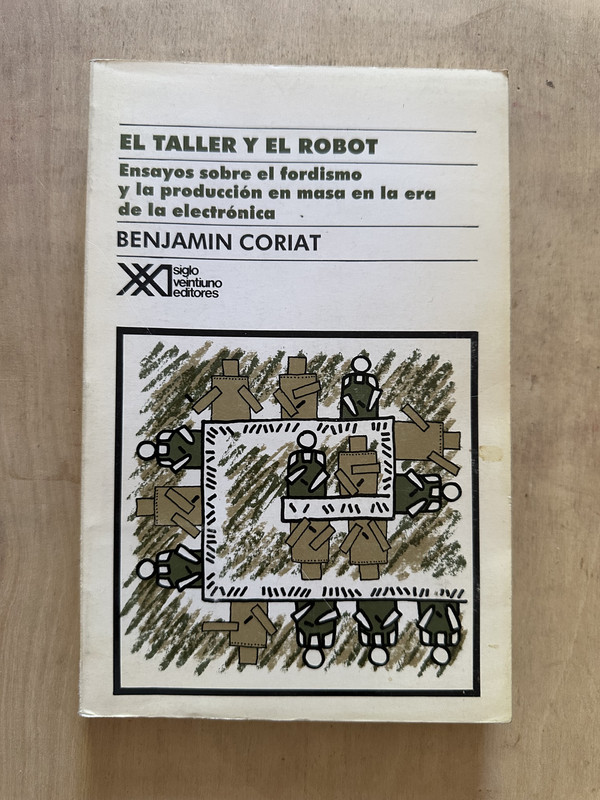 EL TALLER Y EL ROBOT
Ensayos sobre el fordismo
y la producción en masa en la era
de la electrónica
BENJAMIN CORIAT
XXI
siglo
veintiuno
editores